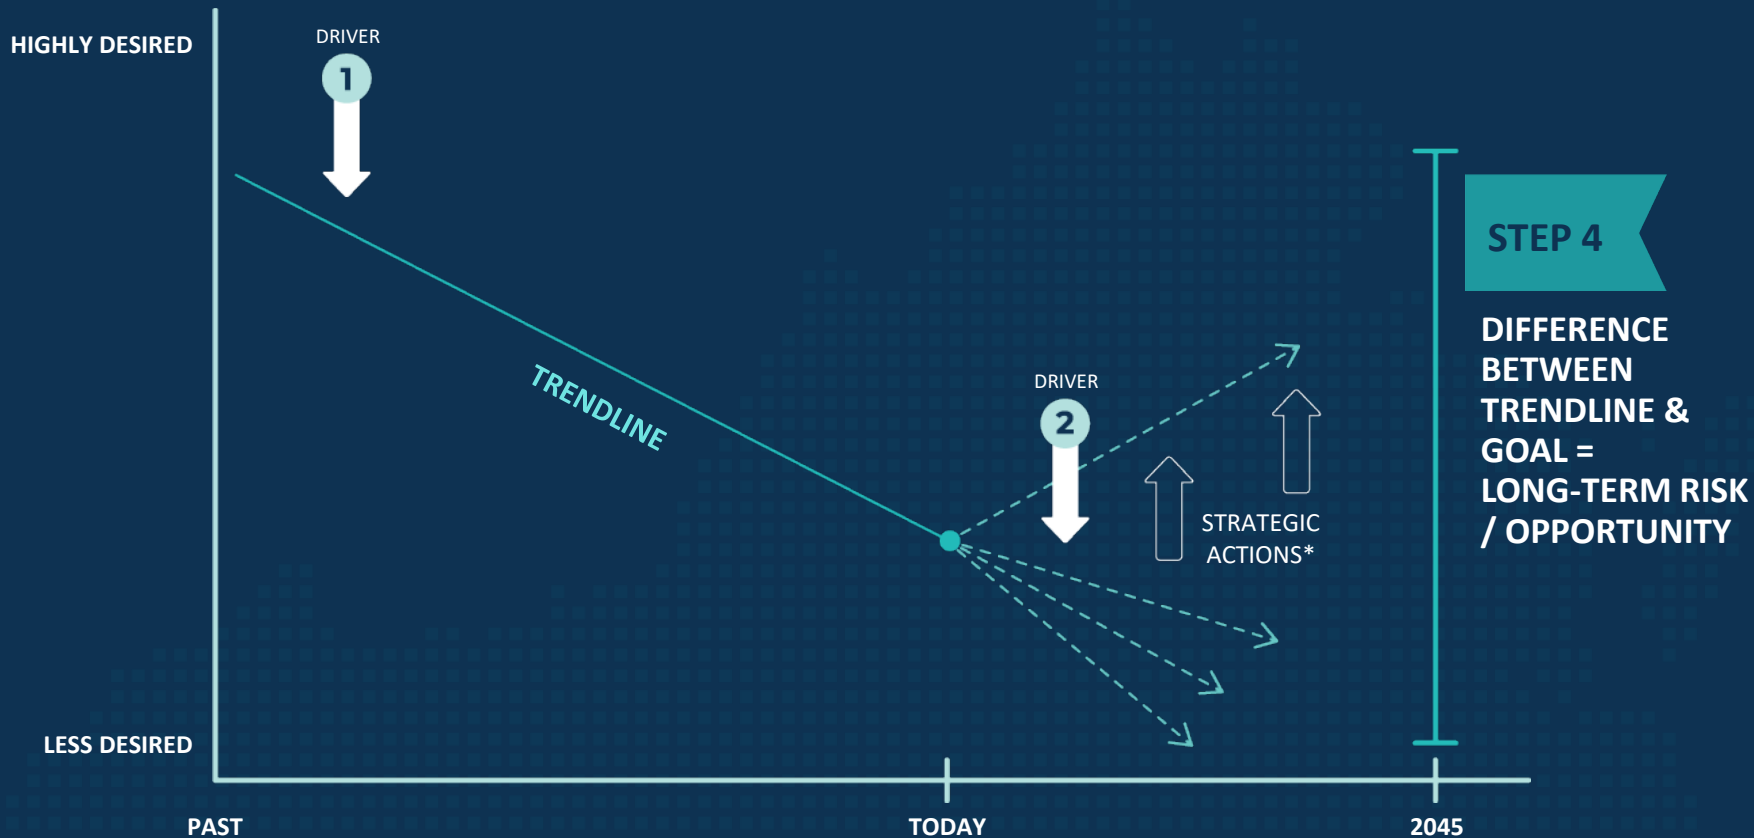 HIGHLY DESIRED
DRIVER
1
TRENDLINE
DRIVER
2
STRATEGIC
ACTIONS*
STEP 4
DIFFERENCE
BETWEEN
TRENDLINE &
GOAL =
LONG-TERM RISK
/ OPPORTUNITY
LESS DESIRED
PAST
TODAY
2045